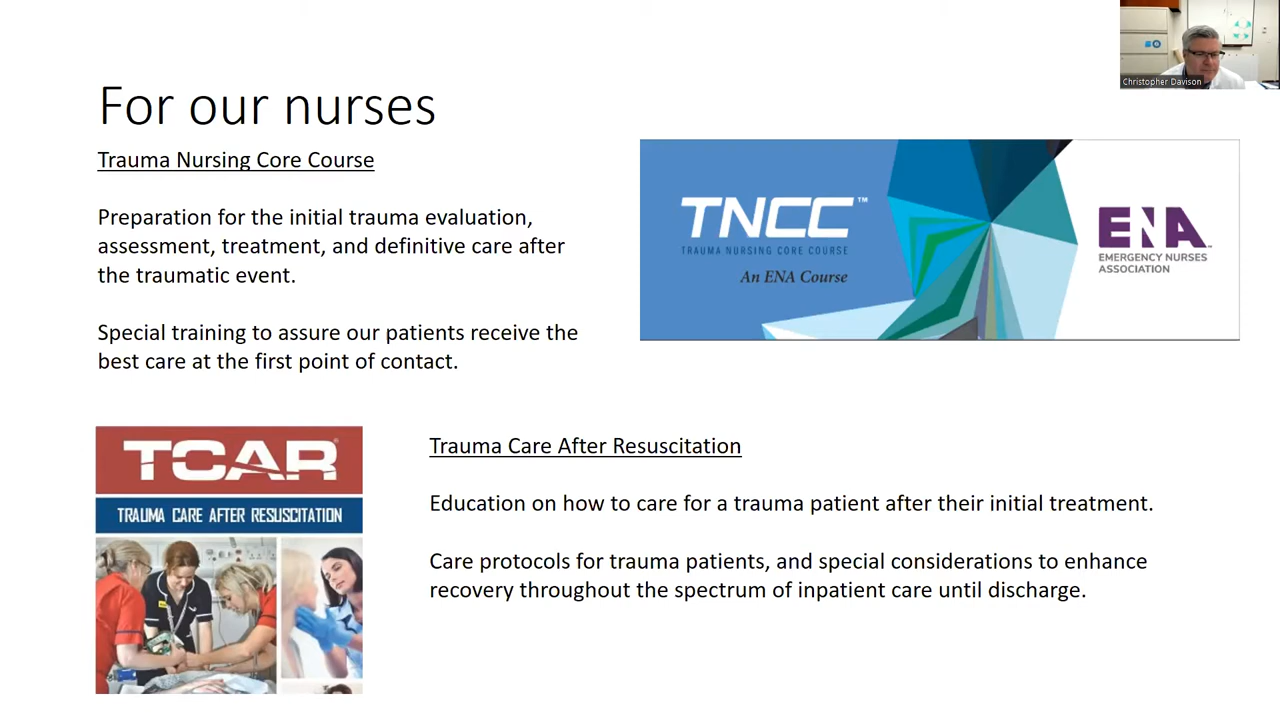 Christopher Davison
For our nurses
Trauma Nursing Core Course
Preparation for the initial trauma evaluation,
assessment, treatment, and definitive care after
the traumatic event.
Special training to assure our patients receive the
best care at the first point of contact.
TNCC™
TRAUMA NURSING CORE COURSE
An ENA Course
ENA
EMERGENCY NURSES
ASSOCIATION
TCAR®
TRAUMA CARE AFTER RESUSCITATION
Trauma Care After Resuscitation
Education on how to care for a trauma patient after their initial treatment.
Care protocols for trauma patients, and special considerations to enhance
recovery throughout the spectrum of inpatient care until discharge.